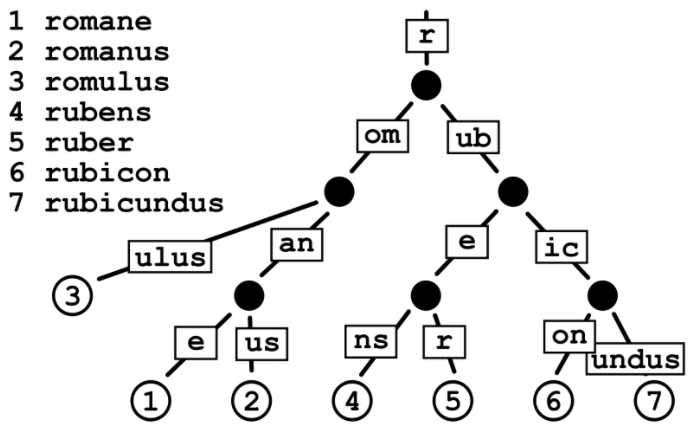 1 romane
2 romanus
3 romulus
4 rubens
5 ruber
6 rubicon
7 rubicundus
r
om
ub
ulus
an
e
ic
3
e
us
ns
r
on
undus
1
2
4
5
6
7